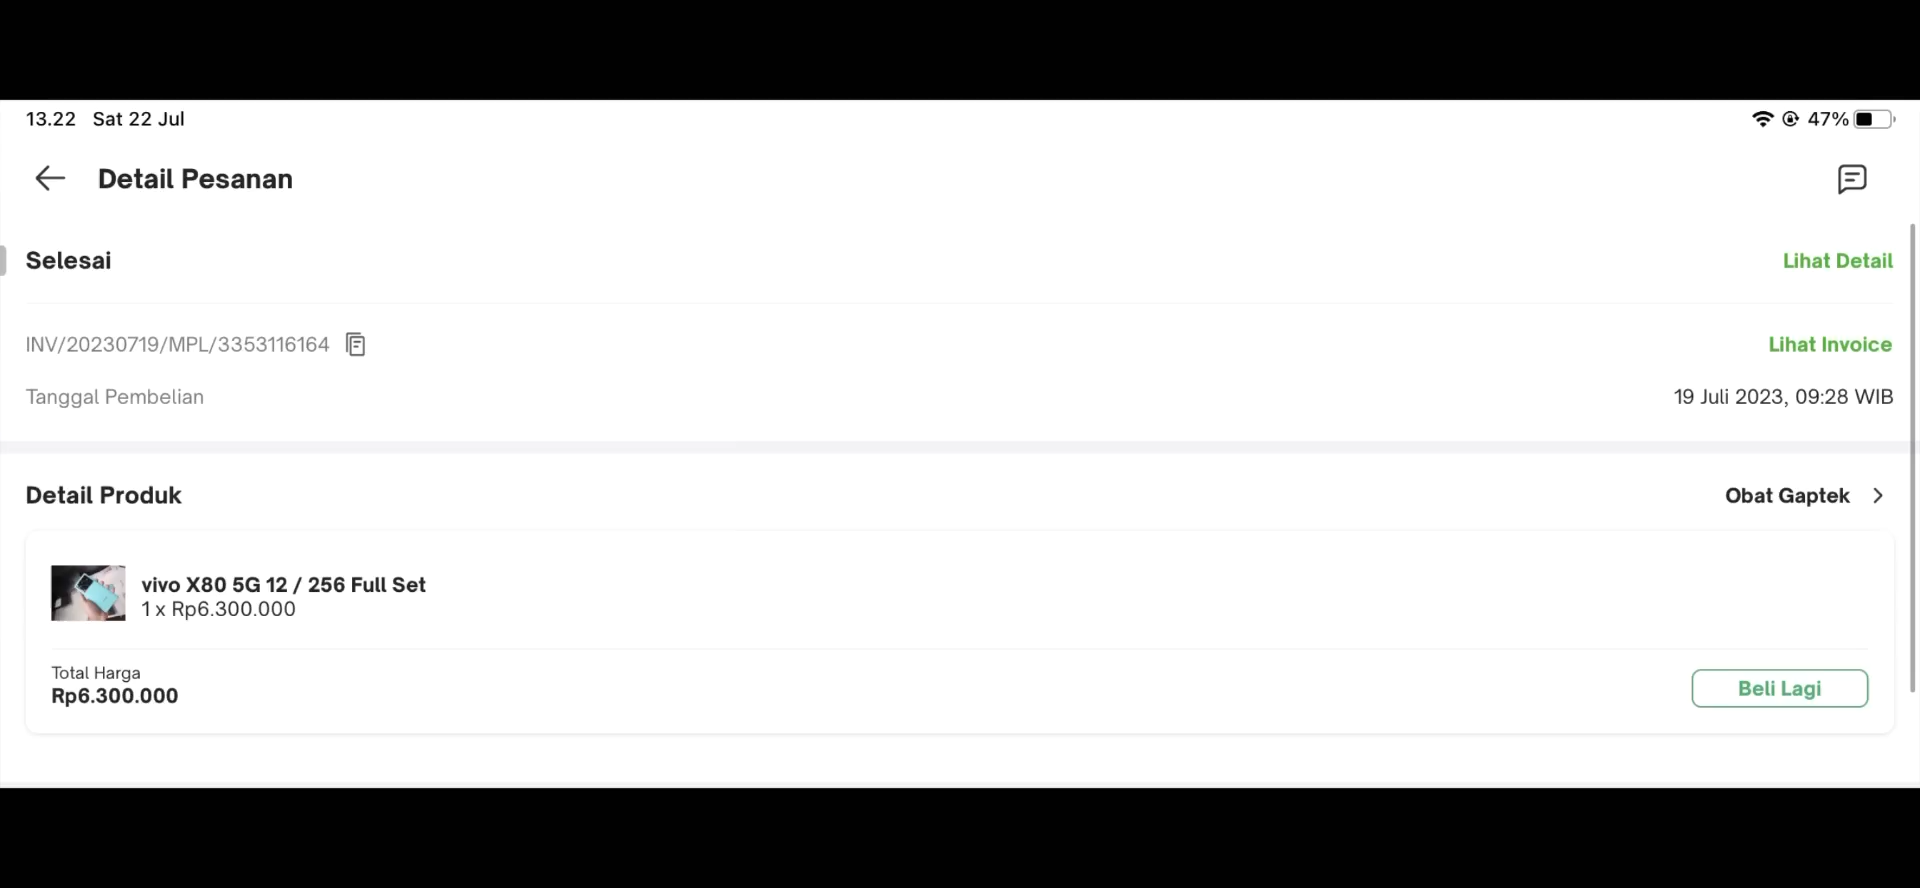 13.22 Sat 22 Jul
47%
Detail Pesanan
Selesai
Lihat Detail
INV/20230719/MPL/3353116164
Lihat Invoice
Tanggal Pembelian
19 Juli 2023, 09:28 WIB
Detail Produk
Obat Gaptek
vivo X80 5G 12 / 256 Full Set
1 x Rp6.300.000
Total Harga
Rp6.300.000
Beli Lagi